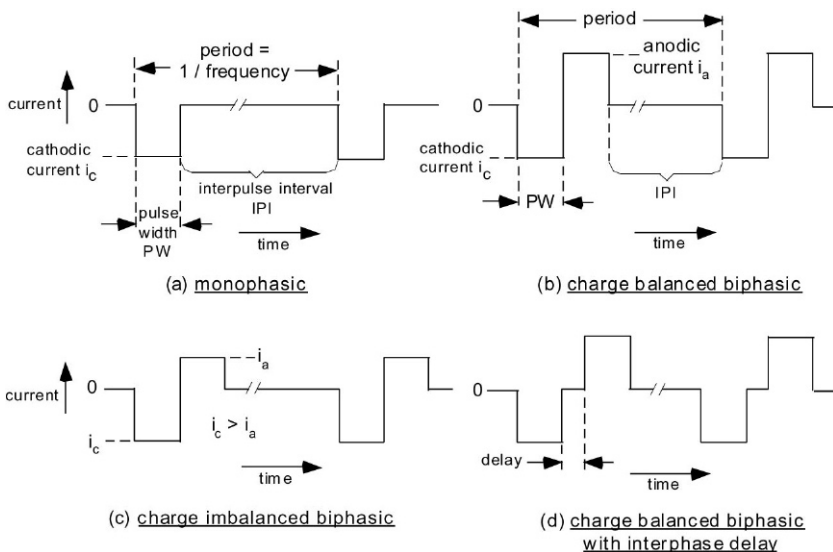 period =
1 / frequency
current
0
cathodic
current i_c
interpulse interval
IPI
pulse
width
PW
time
(a) monophasic
period
anodic
current i_a
0
cathodic
current i_c
IPI
PW
time
(b) charge balanced biphasic
current
0
i_a
i_c
i_c > i_a
time
(c) charge imbalanced biphasic
0
delay
time
(d) charge balanced biphasic
with interphase delay